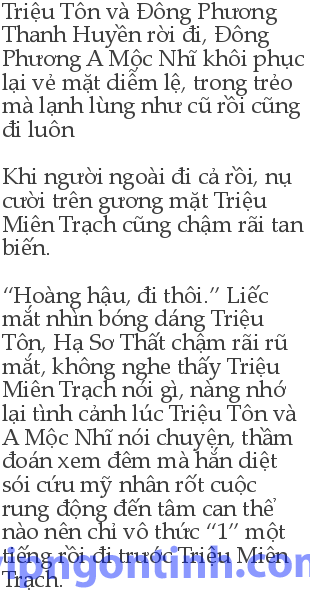 Triệu Tôn và Đông Phương
Thanh Huyền rời đi, Đông
Phương A Mộc Nhĩ khôi phục
lại vẻ mặt diễm lệ, trong trẻo
mà lạnh lùng như cũ rồi cũng
đi luôn
Khi người ngoài đi cả rồi, nụ
cười trên gương mặt Triệu
Miên Trạch cũng chậm rãi tan
biến.
“Hoàng hậu, đi thôi.” Liếc
mắt nhìn bóng dáng Triệu
Tôn, Hạ Sơ Thất chậm rãi rũ
mắt, không nghe thấy Triệu
Miên Trạch nói gì, nàng nhớ
lại tình cảnh lúc Triệu Tôn và
A Mộc Nhĩ nói chuyện, thầm
đoán xem đêm mà hắn diệt
sói cứu mỹ nhân rốt cuộc
rung động đến tâm can thế
nào nên chỉ vô thức “1” một
tiếng rồi đi trước Triệu Miên
Trạch.
vipngontinh.com